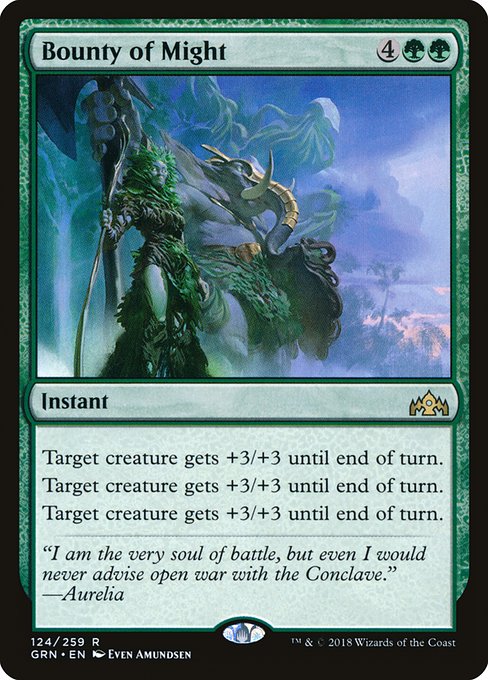 Bounty of Might 4
Instant
Target creature gets +3/+3 until end of turn.
Target creature gets +3/+3 until end of turn.
Target creature gets +3/+3 until end of turn.
“I am the very soul of battle, but even I would
never advise open war with the Conclave.”
—Aurelia
124/259 R
GRN • EN Even Amundsen
™ & © 2018 Wizards of the Coast